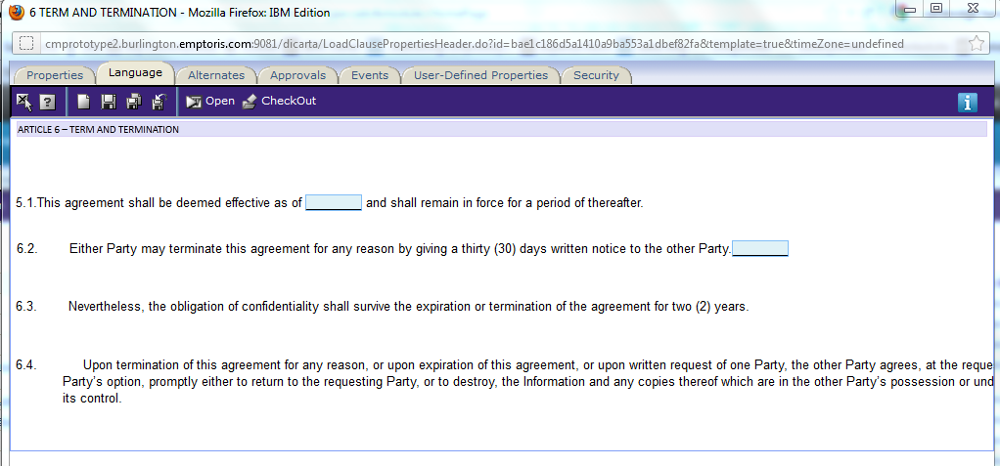 6 TERM AND TERMINATION - Mozilla Firefox: IBM Edition
cmprototype2.burlington.emptoris.com:9081/dicarta/LoadClausePropertiesHeader.do?id=bae1c186d5a1410a9ba553a1dbef82fa&template=true&timeZone=undefined
Properties Language Alternates Approvals Events User-Defined Properties Security
? Open CheckOut i
ARTICLE 6 – TERM AND TERMINATION
5.1.This agreement shall be deemed effective as of and shall remain in force for a period of thereafter.
6.2. Either Party may terminate this agreement for any reason by giving a thirty (30) days written notice to the other Party.
6.3. Nevertheless, the obligation of confidentiality shall survive the expiration or termination of the agreement for two (2) years.
6.4. Upon termination of this agreement for any reason, or upon expiration of this agreement, or upon written request of one Party, the other Party agrees, at the reque
Party's option, promptly either to return to the requesting Party, or to destroy, the Information and any copies thereof which are in the other Party's possession or und
its control.